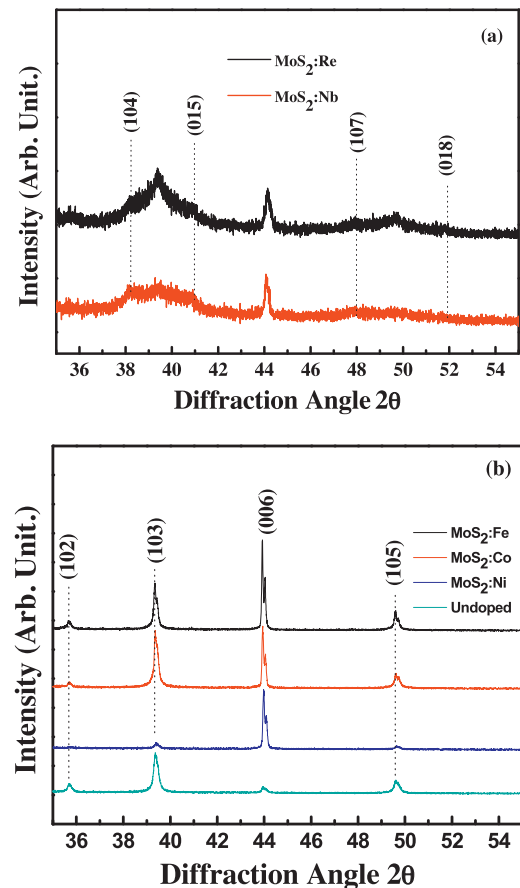 (a)
MoS₂:Re
MoS₂:Nb
(104)
(015)
(107)
(018)
Intensity (Arb. Unit.)
36 38 40 42 44 46 48 50 52 54
Diffraction Angle 2θ
(b)
(102)
(103)
(006)
(105)
MoS₂:Fe
MoS₂:Co
MoS₂:Ni
Undoped
Intensity (Arb. Unit.)
36 38 40 42 44 46 48 50 52 54
Diffraction Angle 2θ